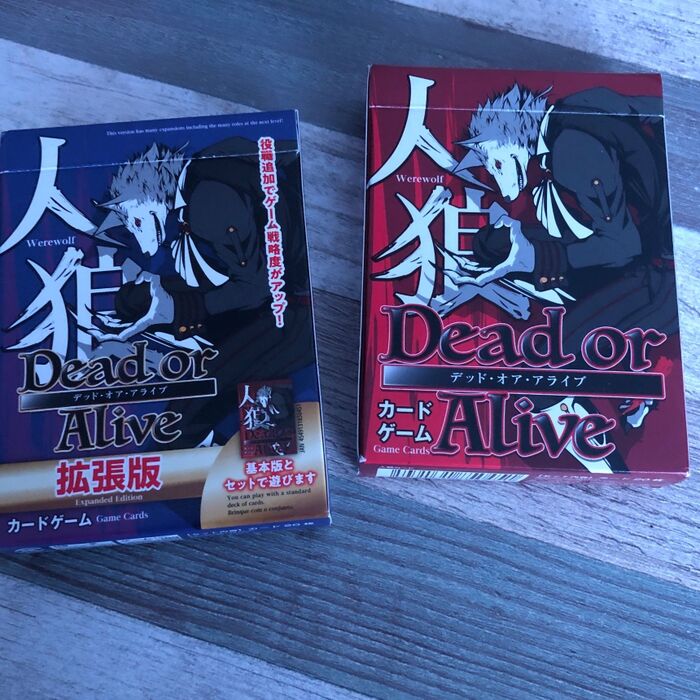 This version has many expansions including the many roles at the next level!
役職追加でゲーム戦略度がアップ！
人狼
Werewolf
Dead or
デッド・オア・アライブ
Alive
拡張版
Expanded Edition
カードゲーム Game Cards
人狼
Dead or
Alive
基本版と
セットで遊びます
You can play with a standard
deck of cards.
人狼
Werewolf
Dead or
デッド・オア・アライブ
Alive
カード
ゲーム
Game Cards